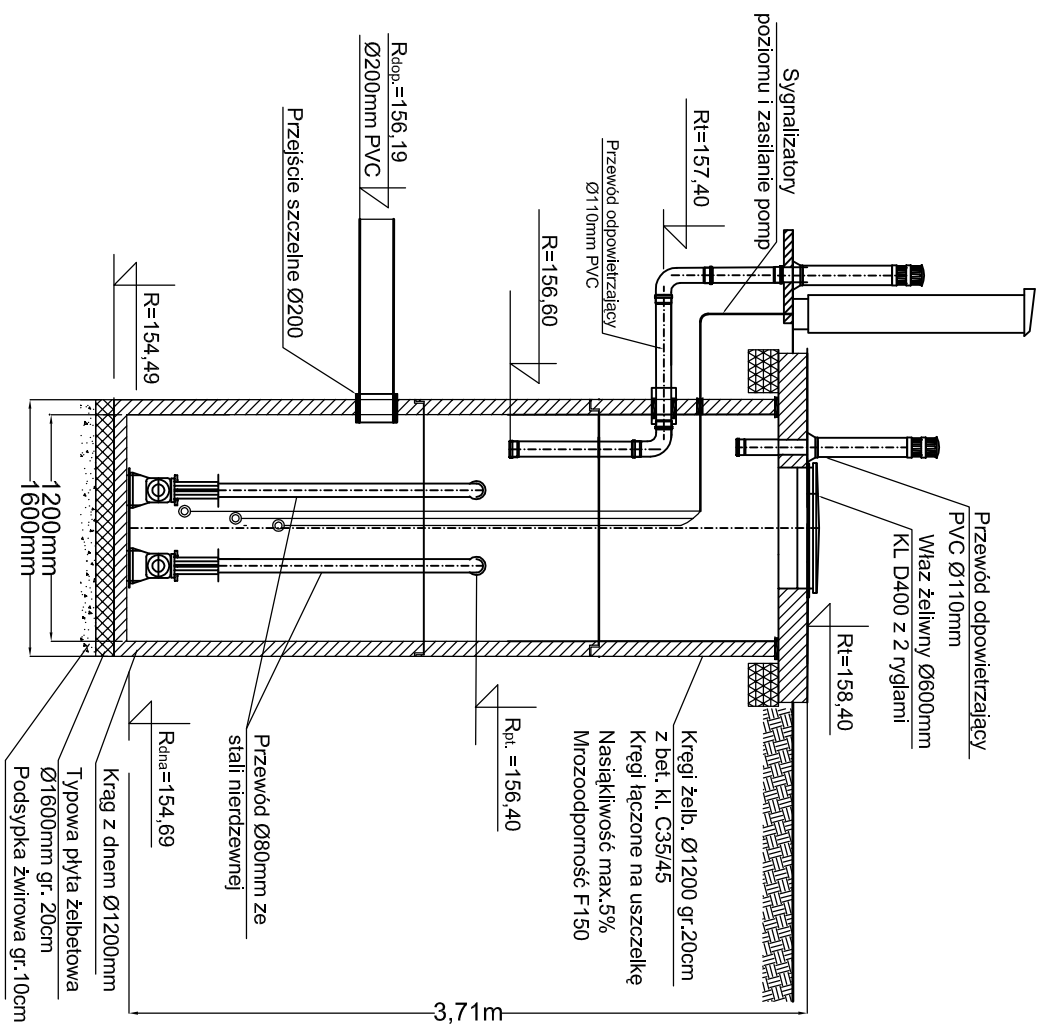 Sygnalizatory
poziomu i zasilanie pomp
Rt=157,40
Przewód odpowietrzający
Ø110mm PVC
R=156,60
Rdop.=156,19
Ø200mm PVC
Przejście szczelne Ø200
R=154,49
Przewód odpowietrzający
PVC Ø110mm
Właz żeliwny Ø600mm
KL D400 z 2 ryglami
Rt=158,40
Kręgi żelb. Ø1200 gr.20cm
z bet. kl. C35/45
Kręgi łączone na uszczelkę
Nasiąkliwość max.5%
Mrozoodporność F150
Rpt. =156,40
Przewód Ø80mm ze
stali nierdzewnej
Rdna=154,69
Krąg z dnem Ø1200mm
Typowa płyta żelbetowa
Ø1600mm gr. 20cm
Podsypka żwirowa gr.10cm
1200mm
1600mm
3,71m